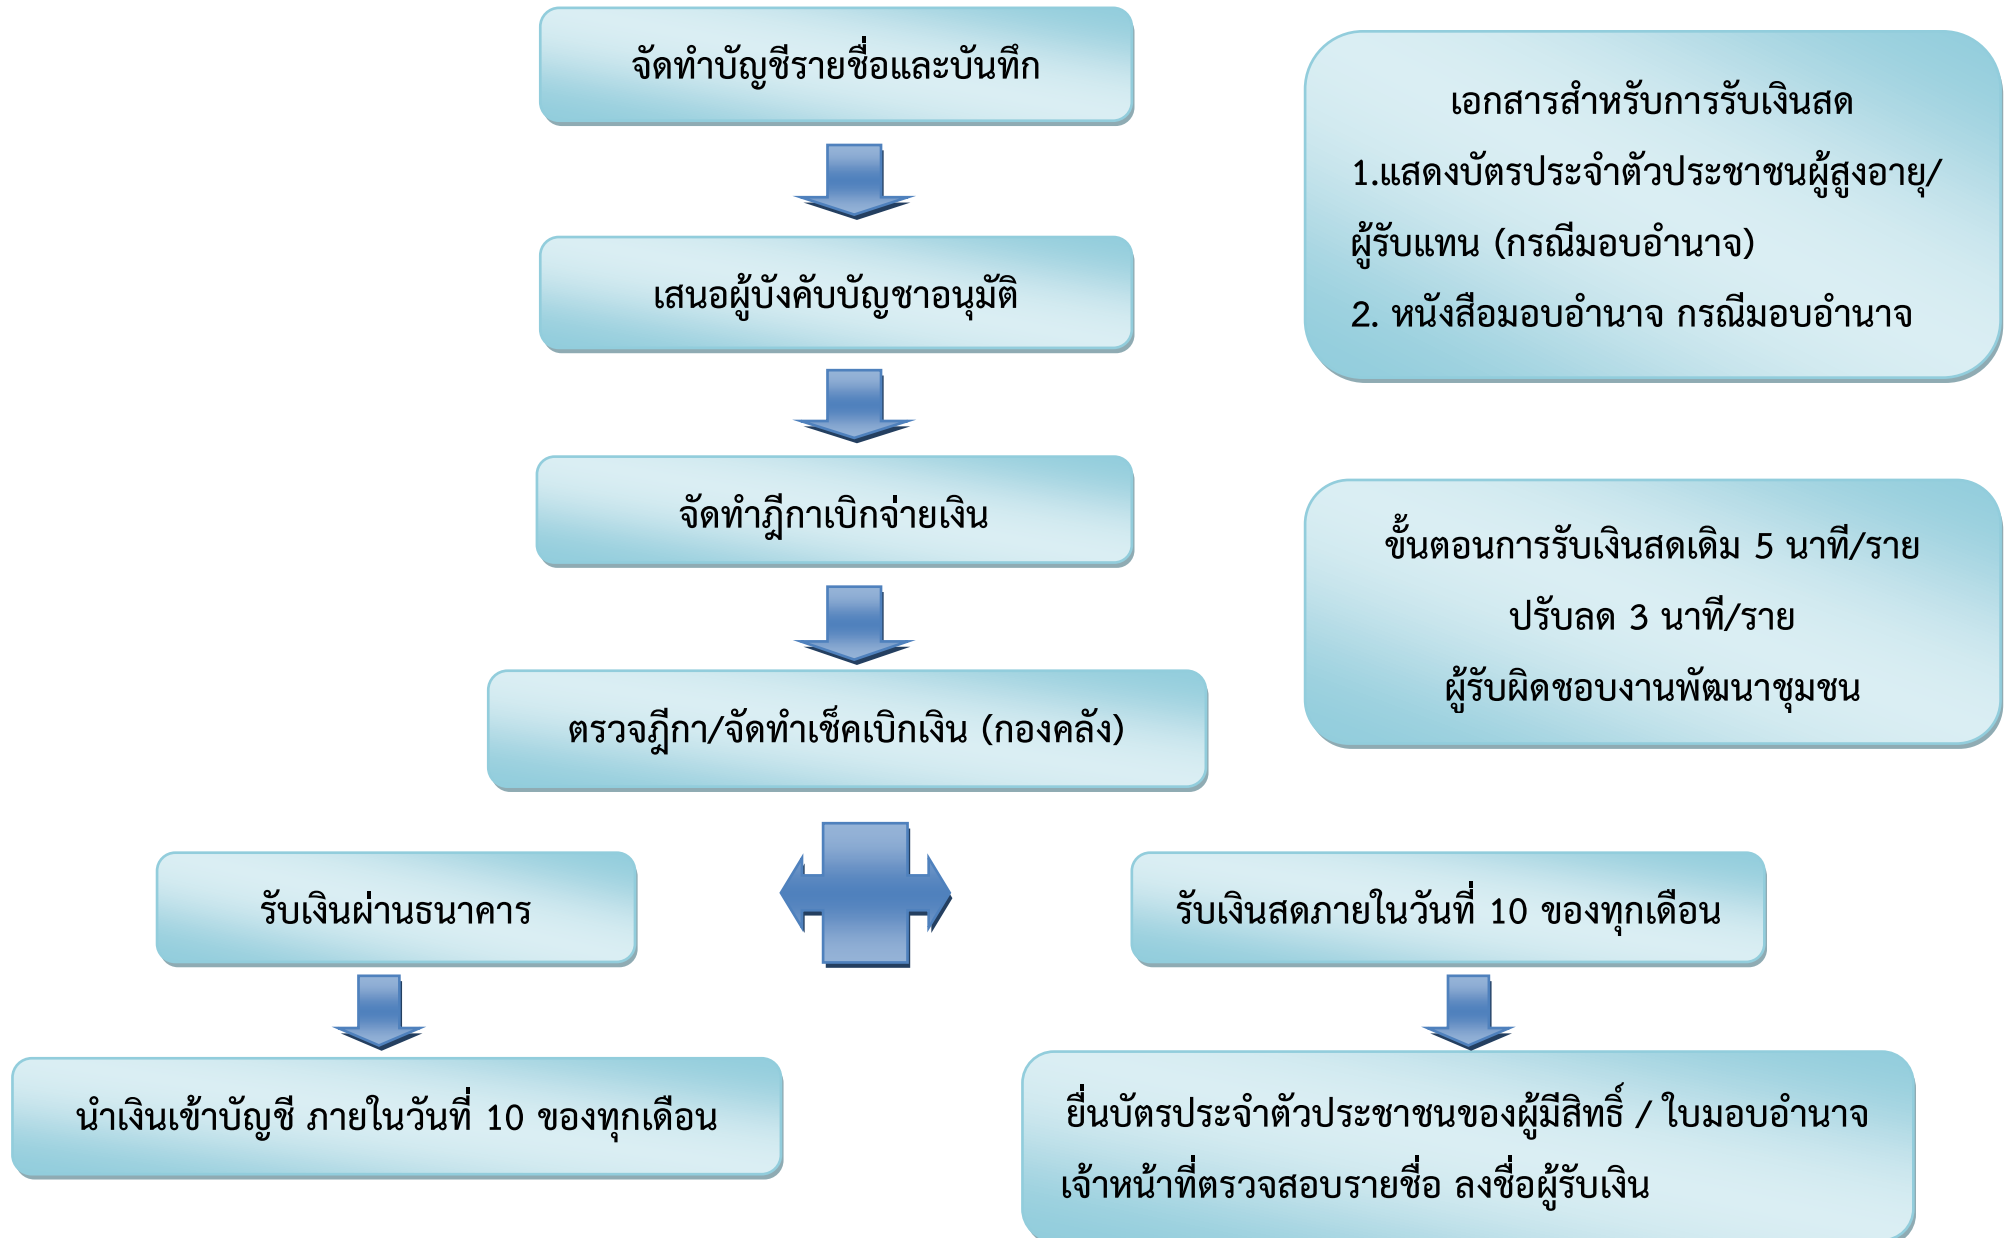 จัดทำบัญชีรายชื่อและบันทึก
เสนอผู้บังคับบัญชาอนุมัติ
จัดทำฎีกาเบิกจ่ายเงิน
ตรวจฎีกา/จัดทำเช็คเบิกเงิน (กองคลัง)
รับเงินผ่านธนาคาร
นำเงินเข้าบัญชี ภายในวันที่ 10 ของทุกเดือน
รับเงินสดภายในวันที่ 10 ของทุกเดือน
ยื่นบัตรประจำตัวประชาชนของผู้มีสิทธิ์ / ใบมอบอำนาจ
เจ้าหน้าที่ตรวจสอบรายชื่อ ลงชื่อผู้รับเงิน
เอกสารสำหรับการรับเงินสด
1.แสดงบัตรประจำตัวประชาชนผู้สูงอายุ/
ผู้รับแทน (กรณีมอบอำนาจ)
2. หนังสือมอบอำนาจ กรณีมอบอำนาจ
ขั้นตอนการรับเงินสดเดิม 5 นาที/ราย
ปรับลด 3 นาที/ราย
ผู้รับผิดชอบงานพัฒนาชุมชน